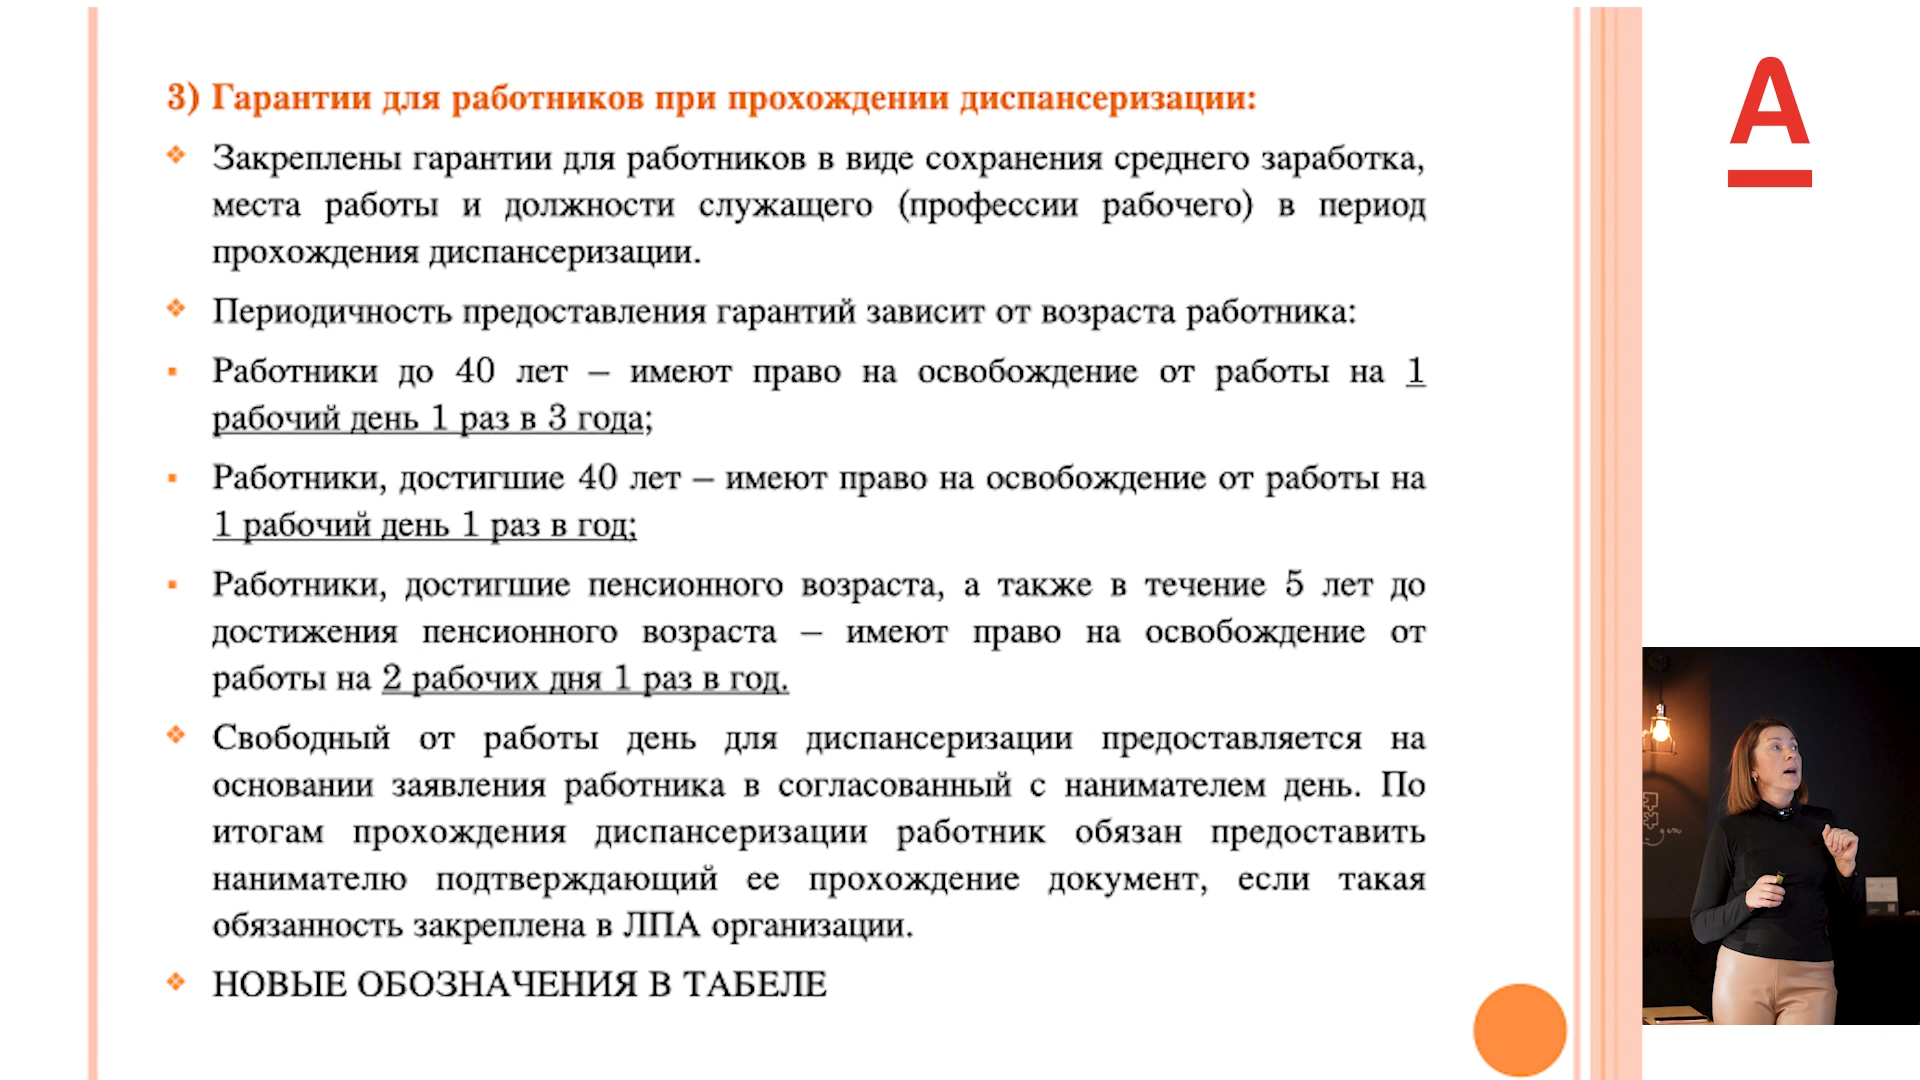 3) Гарантии для работников при прохождении диспансеризации:
Закреплены гарантии для работников в виде сохранения среднего заработка,
места работы и должности служащего (профессии рабочего) в период
прохождения диспансеризации.
Периодичность предоставления гарантий зависит от возраста работника:
Работники до 40 лет – имеют право на освобождение от работы на 1
рабочий день 1 раз в 3 года;
Работники, достигшие 40 лет – имеют право на освобождение от работы на
1 рабочий день 1 раз в год;
Работники, достигшие пенсионного возраста, а также в течение 5 лет до
достижения пенсионного возраста – имеют право на освобождение от
работы на 2 рабочих дня 1 раз в год.
Свободный от работы день для диспансеризации предоставляется на
основании заявления работника в согласованный с нанимателем день. По
итогам прохождения диспансеризации работник обязан предоставить
нанимателю подтверждающий ее прохождение документ, если такая
обязанность закреплена в ЛПА организации.
НОВЫЕ ОБОЗНАЧЕНИЯ В ТАБЕЛЕ
А